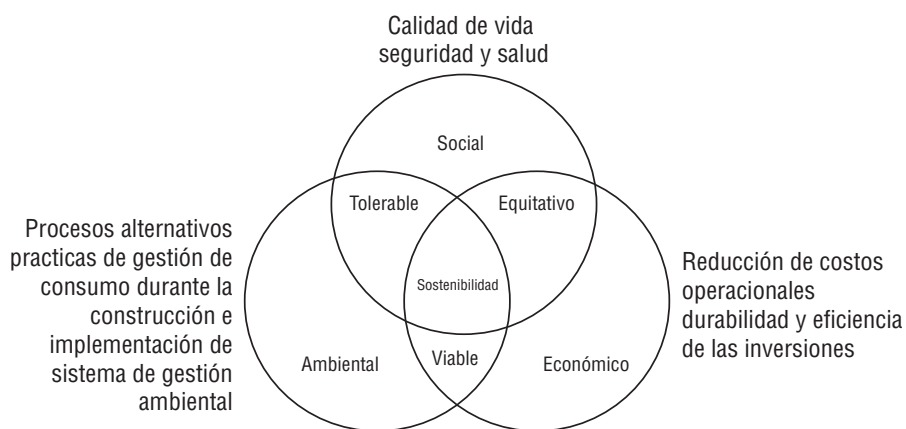 Calidad de vida
seguridad y salud
Social
Tolerable
Equitativo
Procesos alternativos
practicas de gestión de
consumo durante la
construcción e
implementación de
sistema de gestión
ambiental
Sostenibilidad
Reducción de costos
operacionales
durabilidad y eficiencia
de las inversiones
Ambiental
Viable
Económico